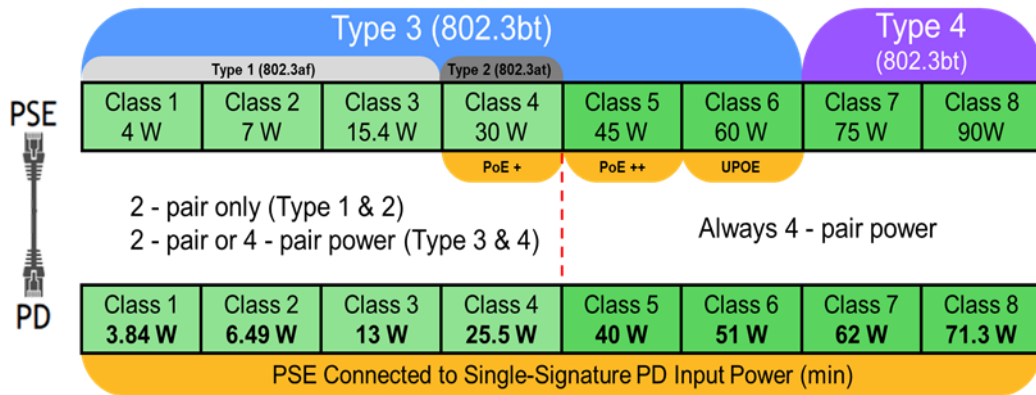 Type 3 (802.3bt)
Type 4
(802.3bt)
Type 1 (802.3af)
Type 2 (802.3at)
PSE
Class 1
4 W
Class 2
7 W
Class 3
15.4 W
Class 4
30 W
Class 5
45 W
Class 6
60 W
Class 7
75 W
Class 8
90W
PoE +
PoE ++
UPOE
2 - pair only (Type 1 & 2)
2 - pair or 4 - pair power (Type 3 & 4)
Always 4 - pair power
PD
Class 1
3.84 W
Class 2
6.49 W
Class 3
13 W
Class 4
25.5 W
Class 5
40 W
Class 6
51 W
Class 7
62 W
Class 8
71.3 W
PSE Connected to Single-Signature PD Input Power (min)